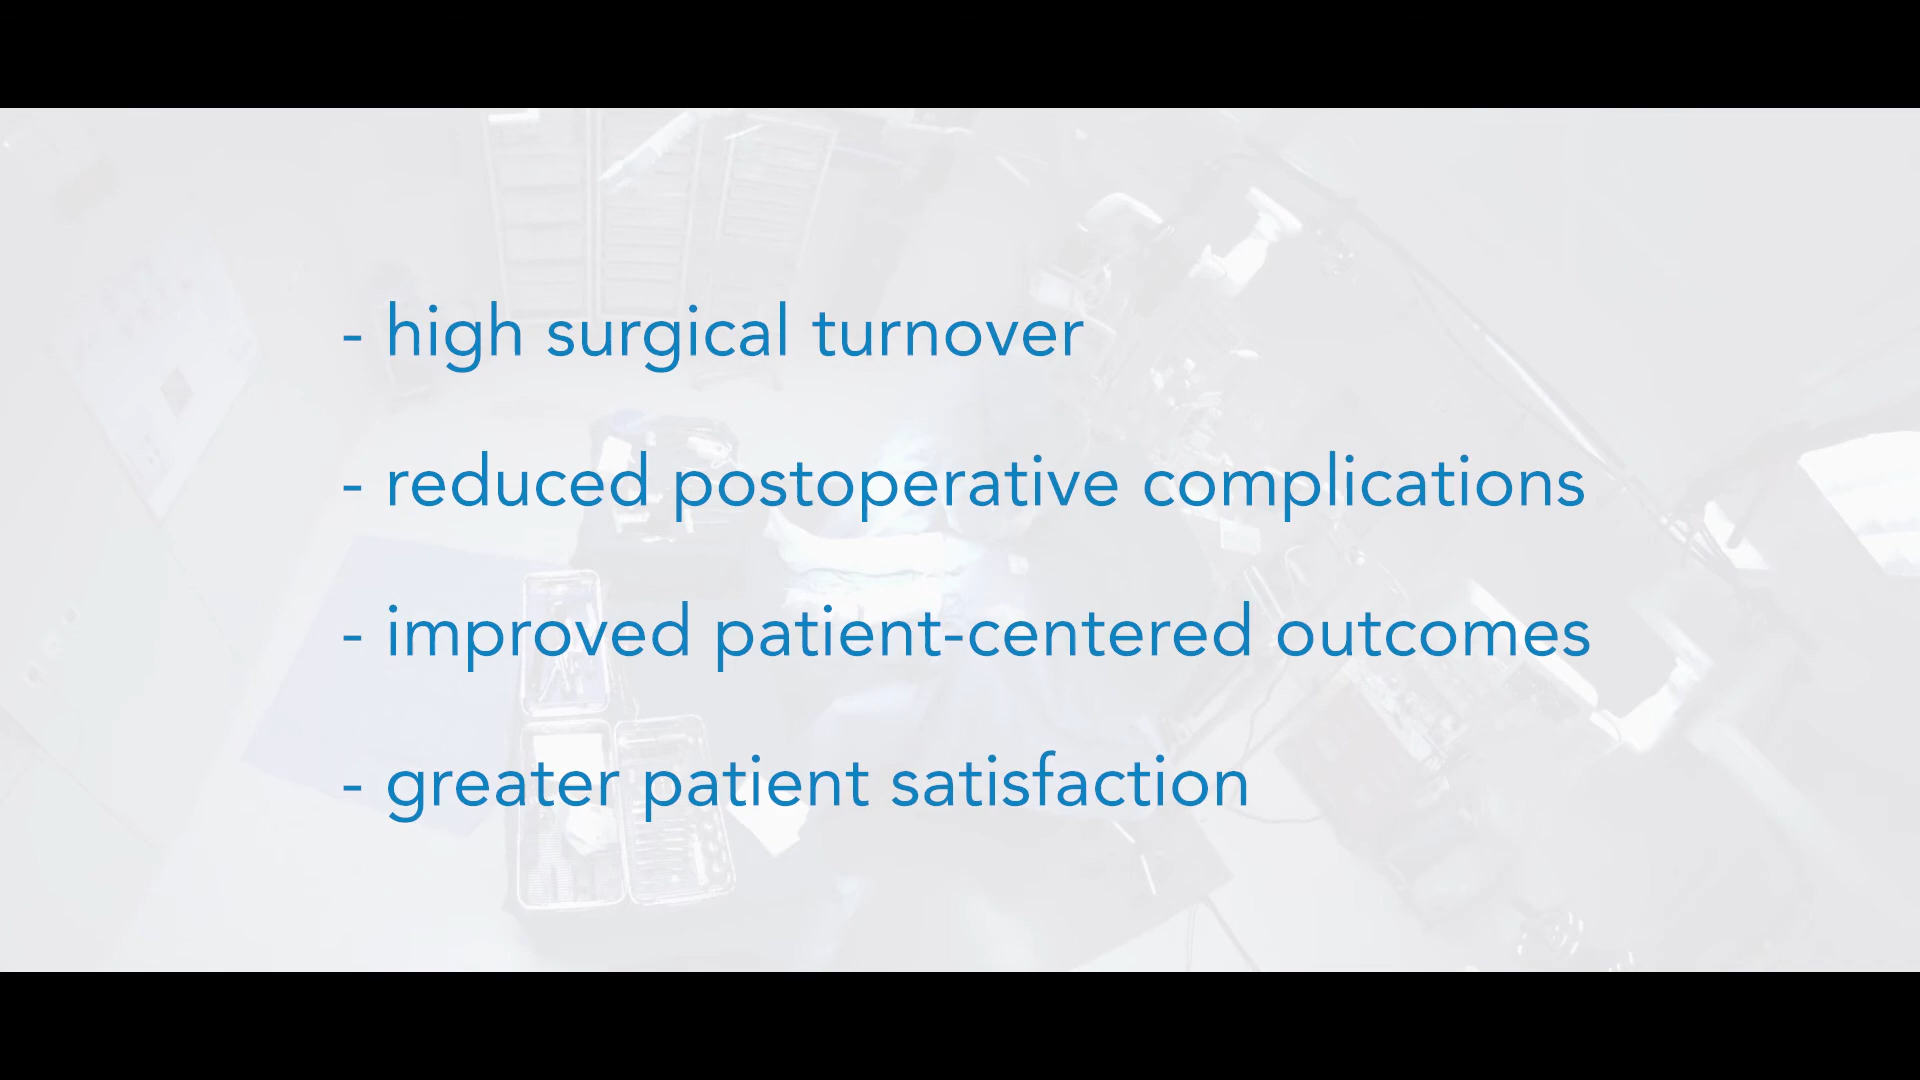 - high surgical turnover
- reduced postoperative complications
- improved patient-centered outcomes
- greater patient satisfaction